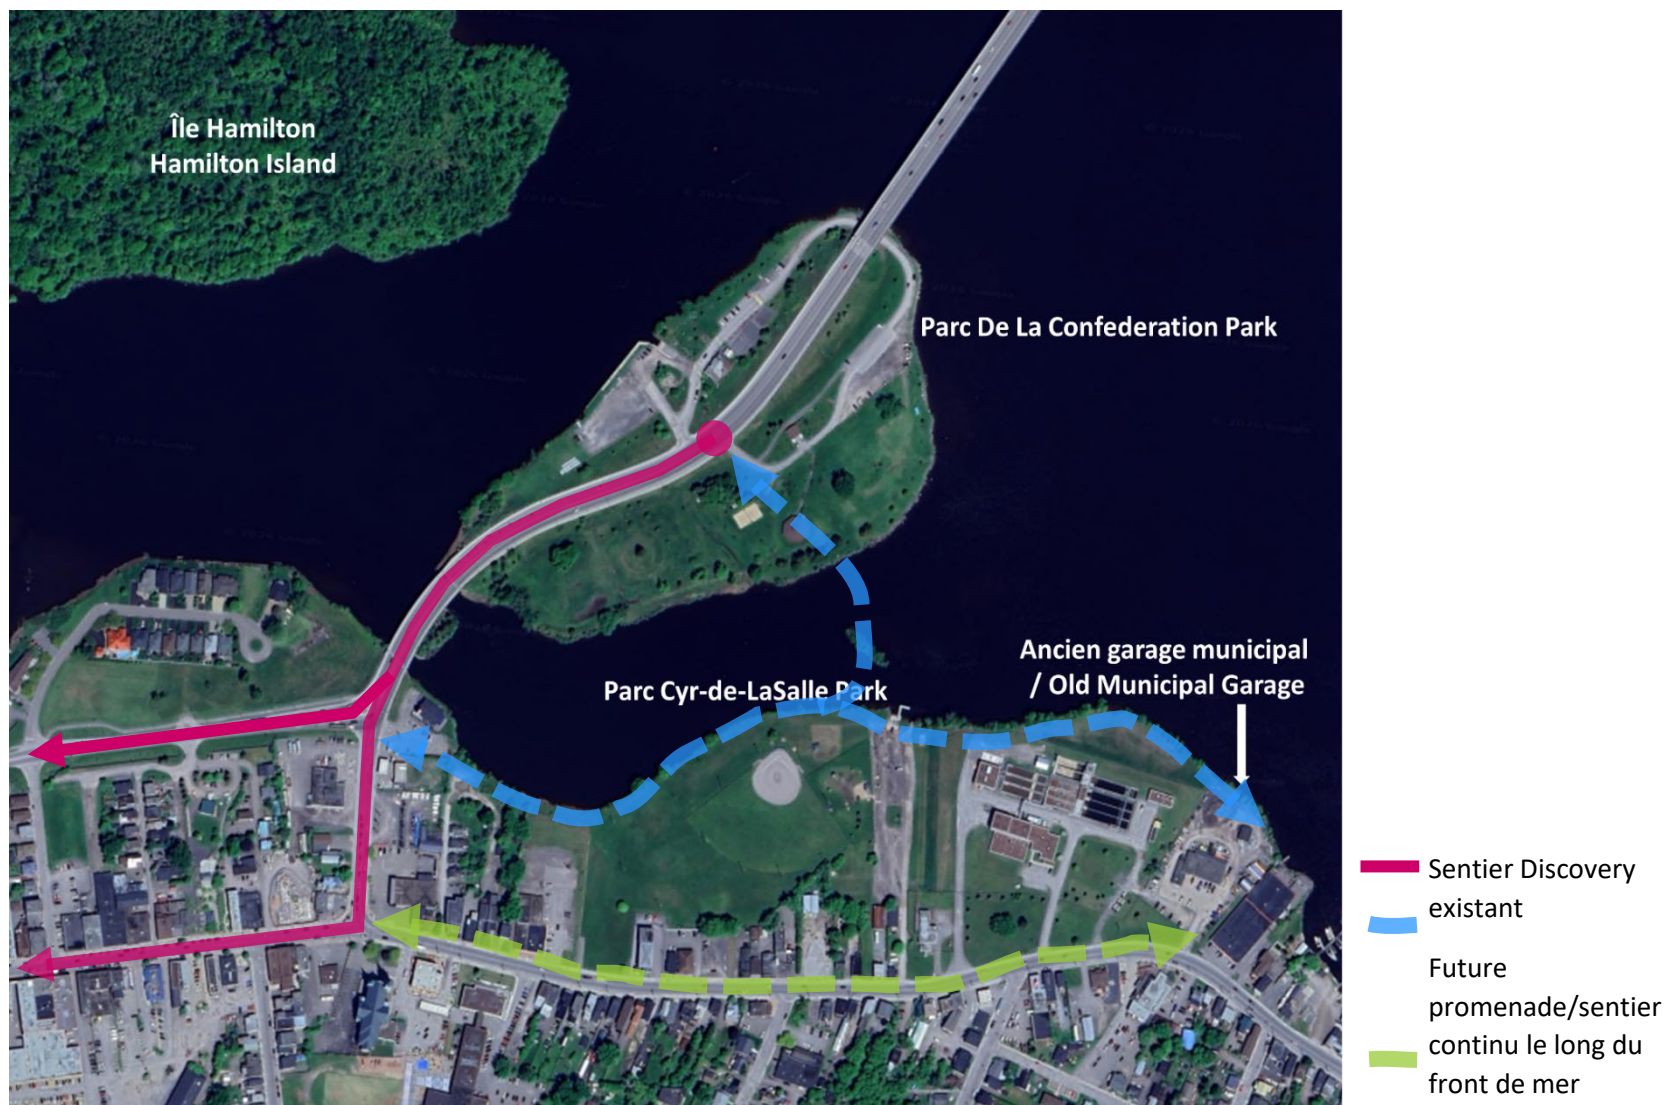 Île Hamilton
Hamilton Island
Parc De La Confederation Park
Ancien garage municipal
/ Old Municipal Garage
Parc Cyr-de-LaSalle Park
Sentier Discovery
existant
Future
promenade/sentier
continu le long du
front de mer